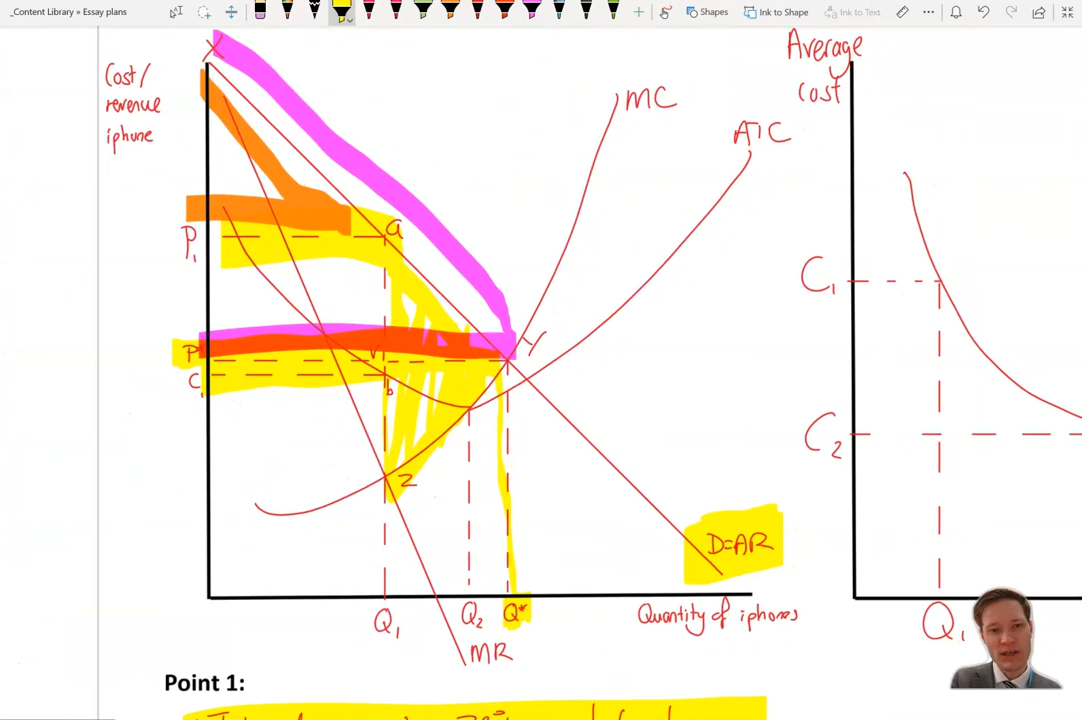 _Content Library » Essay plans
Shapes
Ink to Shape
Ink to Text
Cost/
revenue
iphone
X
MC
ATC
P1
a
P
V
Y
C1
b
Z
D=AR
Q1
Q2
Q*
Quantity of iphones
MR
Average
cost
C1
C2
Q1
Point 1: